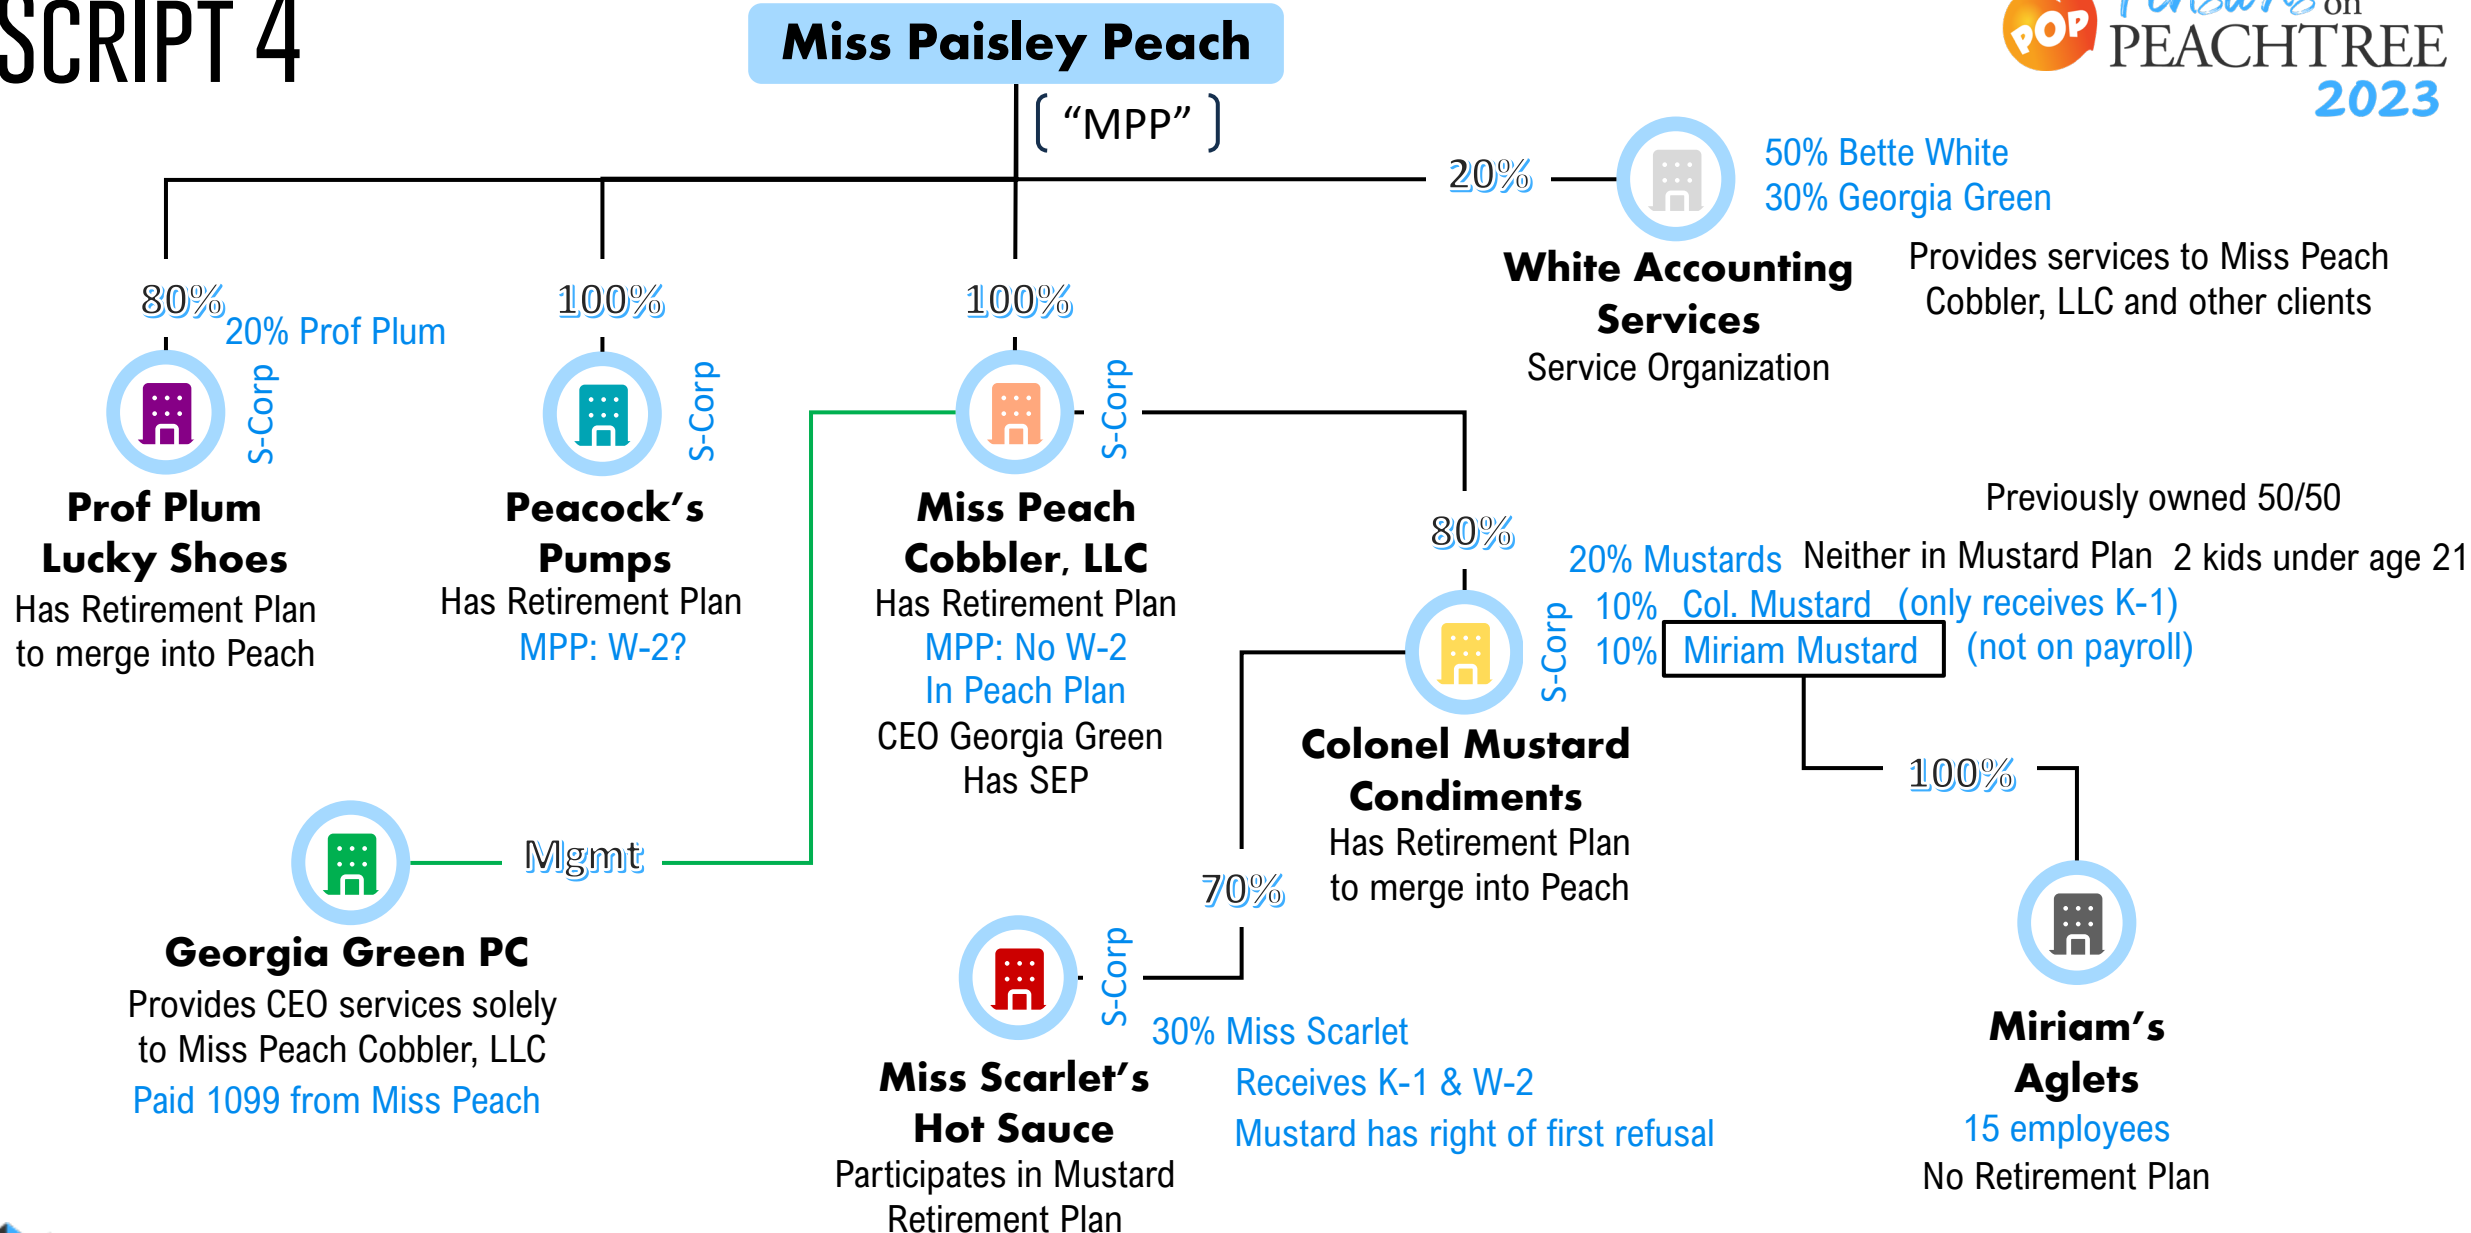 SCRIPT 4
Miss Paisley Peach
("MPP")
POP
Pensions on
PEACHTREE
2023
20%
50% Bette White
30% Georgia Green
White Accounting
Services
Service Organization
Provides services to Miss Peach
Cobbler, LLC and other clients
80%
20% Prof Plum
S-Corp
Prof Plum
Lucky Shoes
Has Retirement Plan
to merge into Peach
100%
S-Corp
Peacock's
Pumps
Has Retirement Plan
MPP: W-2?
100%
S-Corp
Miss Peach
Cobbler, LLC
Has Retirement Plan
MPP: No W-2
In Peach Plan
CEO Georgia Green
Has SEP
80%
Previously owned 50/50
20% Mustards Neither in Mustard Plan 2 kids under age 21
10% Col. Mustard (only receives K-1)
10% Miriam Mustard (not on payroll)
S-Corp
Colonel Mustard
Condiments
Has Retirement Plan
to merge into Peach
Mgmt
Georgia Green PC
Provides CEO services solely
to Miss Peach Cobbler, LLC
Paid 1099 from Miss Peach
70%
S-Corp
30% Miss Scarlet
Receives K-1 & W-2
Mustard has right of first refusal
Miss Scarlet's
Hot Sauce
Participates in Mustard
Retirement Plan
100%
Miriam's
Aglets
15 employees
No Retirement Plan